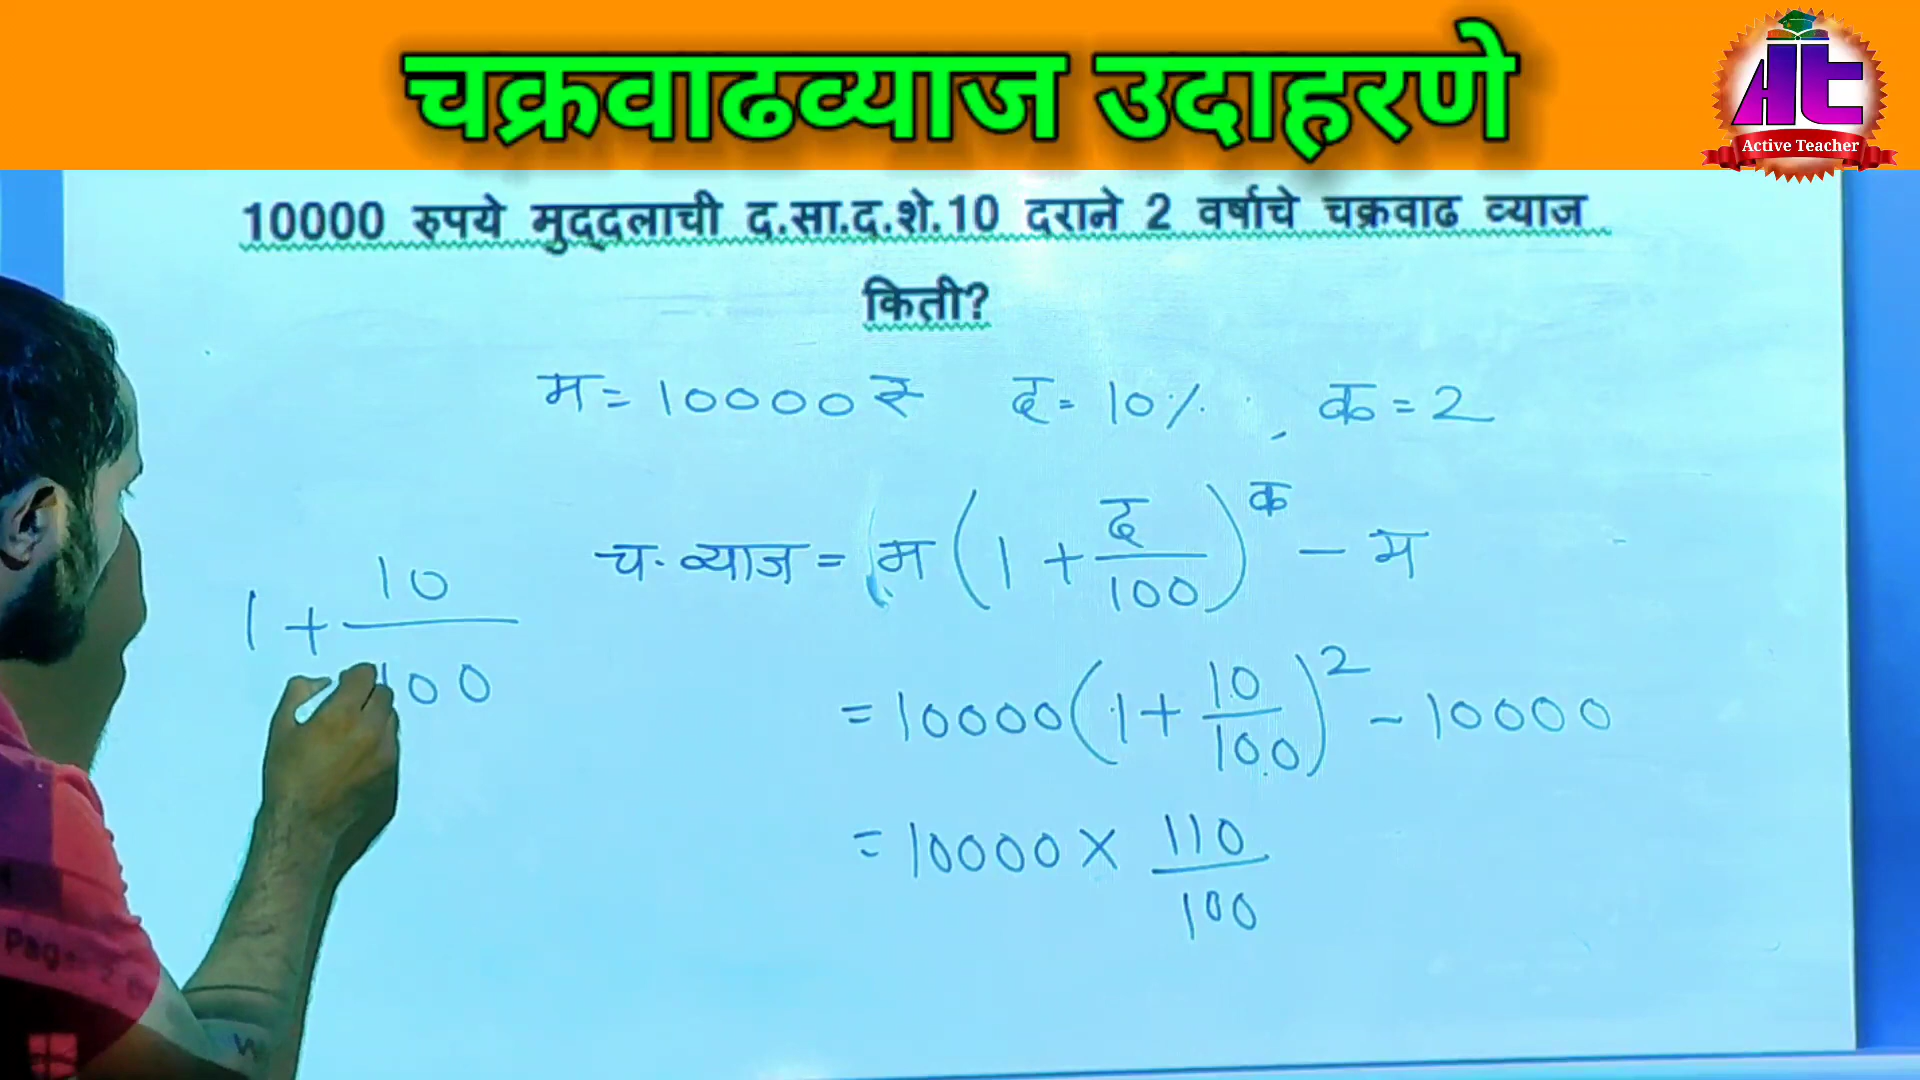 चक्रवाढव्याज उदाहरणे
At
Active Teacher
10000 रुपये मुद्दलाची द.सा.द.शे.10 दराने 2 वर्षाचे चक्रवाढ व्याज
किती?
म = 10000 रु द = 10% क = 2
च. व्याज = म (1 + द/100)^क - म
1 + 10/100
= 10000 (1 + 10/100)^2 - 10000
= 10000 × 110/100